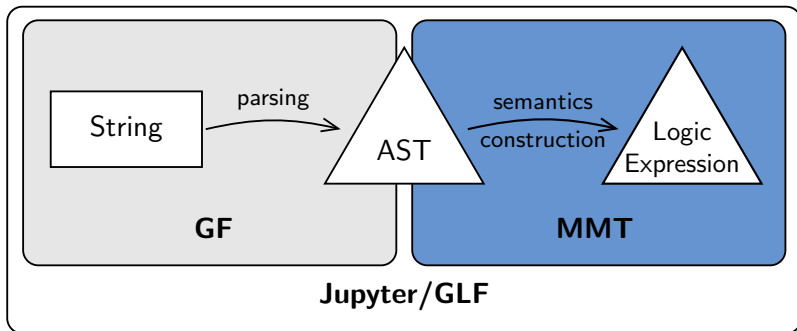 parsing
String
AST
semantics
construction
Logic
Expression
GF
MMT
Jupyter/GLF